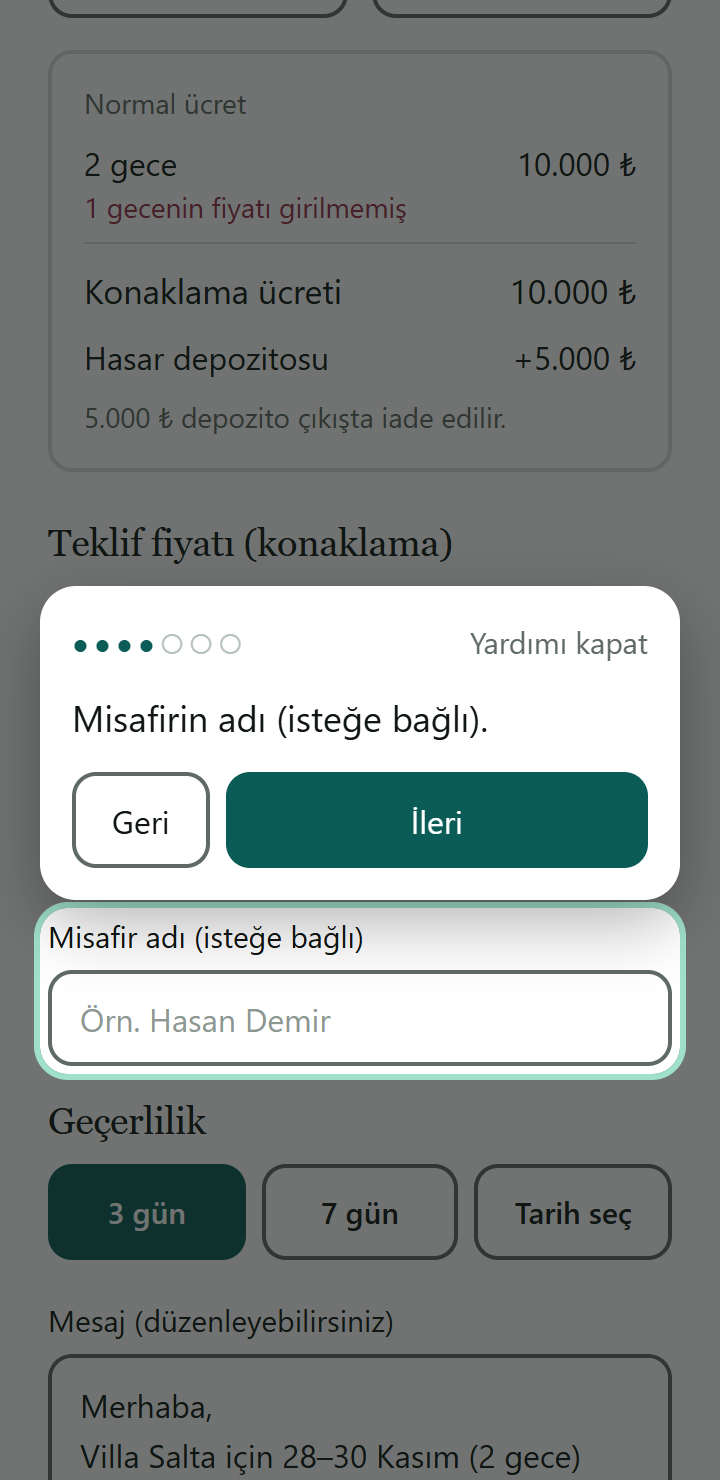 Normal ücret
2 gece 10.000 ₺
1 gecenin fiyatı girilmemiş
Konaklama ücreti 10.000 ₺
Hasar depozitosu +5.000 ₺
5.000 ₺ depozito çıkışta iade edilir.
Teklif fiyatı (konaklama)
Yardımı kapat
Misafirin adı (isteğe bağlı).
Geri İleri
Misafir adı (isteğe bağlı)
Örn. Hasan Demir
Geçerlilik
3 gün 7 gün Tarih seç
Mesaj (düzenleyebilirsiniz)
Merhaba,
Villa Salta için 28–30 Kasım (2 gece)